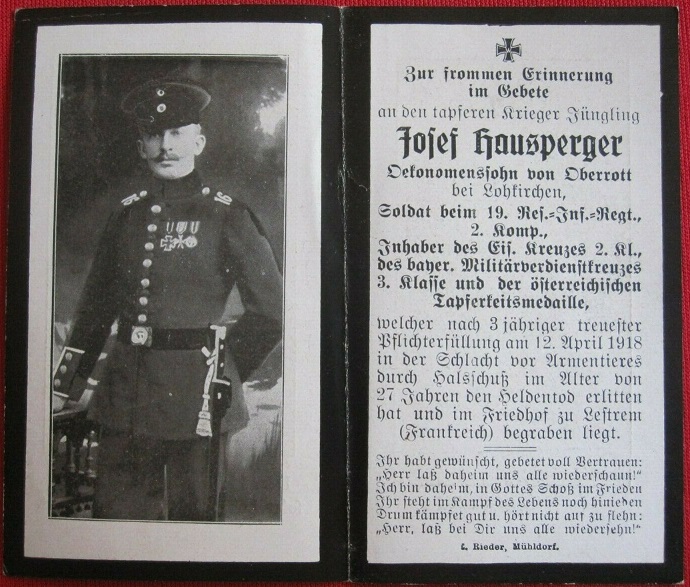 Zur frommen Erinnerung
im Gebete
an den tapferen Krieger Jüngling
Josef Hausperger
Oekonomenssohn von Oberrott
bei Lohkirchen,
Soldat beim 19. Res.=Inf.=Regt.,
2. Komp.,
Inhaber des Eis. Kreuzes 2. Kl.,
des bayer. Militärverdienstkreuzes
3. Klasse und der österreichischen
Tapferkeitsmedaille,
welcher nach 3 jähriger treuester
Pflichterfüllung am 12. April 1918
in der Schlacht vor Armentieres
durch Halsschuß im Alter von
27 Jahren den Heldentod erlitten
hat und im Friedhof zu Lestrem
(Frankreich) begraben liegt.
Ihr habt gewünscht, gebetet voll Vertrauen:
„Herr laß daheim uns alle wiederschaun!“
Ich bin daheim, in Gottes Schoß im Frieden
Ihr steht im Kampf des Lebens noch hinieden
Drum kämpfet gut u. hört nicht auf zu flehn:
„Herr, laß bei Dir uns alle wiedersehn!“
L. Rieder, Mühldorf.